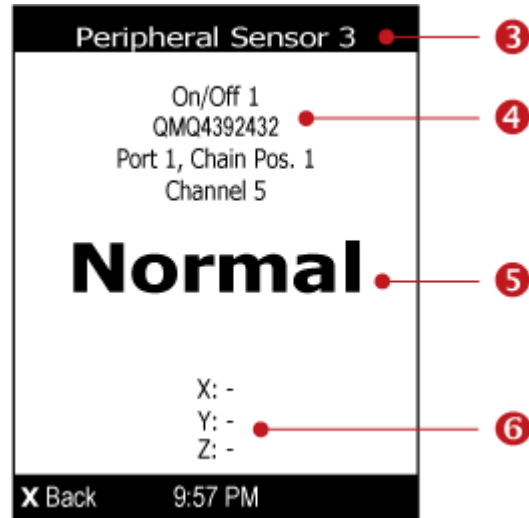 Peripheral Sensor 3
3
On/Off 1
QMQ4392432
4
Port 1, Chain Pos. 1
Channel 5
Normal
5
X: -
Y: -
6
Z: -
X Back 9:57 PM